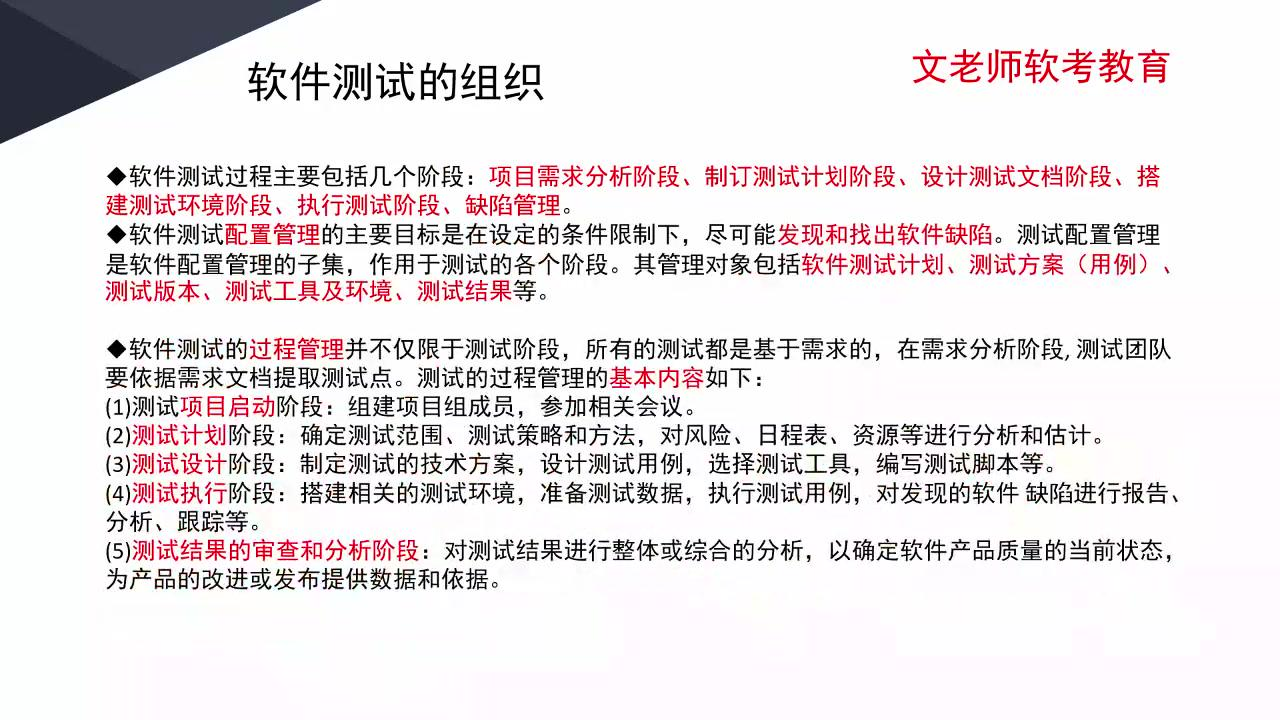 软件测试的组织
文老师软考教育
◆软件测试过程主要包括几个阶段：项目需求分析阶段、制订测试计划阶段、设计测试文档阶段、搭
建测试环境阶段、执行测试阶段、缺陷管理。
◆软件测试配置管理的主要目标是在设定的条件限制下，尽可能发现和找出软件缺陷。测试配置管理
是软件配置管理的子集，作用于测试的各个阶段。其管理对象包括软件测试计划、测试方案（用例）、
测试版本、测试工具及环境、测试结果等。
◆软件测试的过程管理并不仅限于测试阶段，所有的测试都是基于需求的，在需求分析阶段, 测试团队
要依据需求文档提取测试点。测试的过程管理的基本内容如下：
(1)测试项目启动阶段：组建项目组成员，参加相关会议。
(2)测试计划阶段：确定测试范围、测试策略和方法，对风险、日程表、资源等进行分析和估计。
(3)测试设计阶段：制定测试的技术方案，设计测试用例，选择测试工具，编写测试脚本等。
(4)测试执行阶段：搭建相关的测试环境，准备测试数据，执行测试用例，对发现的软件 缺陷进行报告、
分析、跟踪等。
(5)测试结果的审查和分析阶段：对测试结果进行整体或综合的分析，以确定软件产品质量的当前状态，
为产品的改进或发布提供数据和依据。